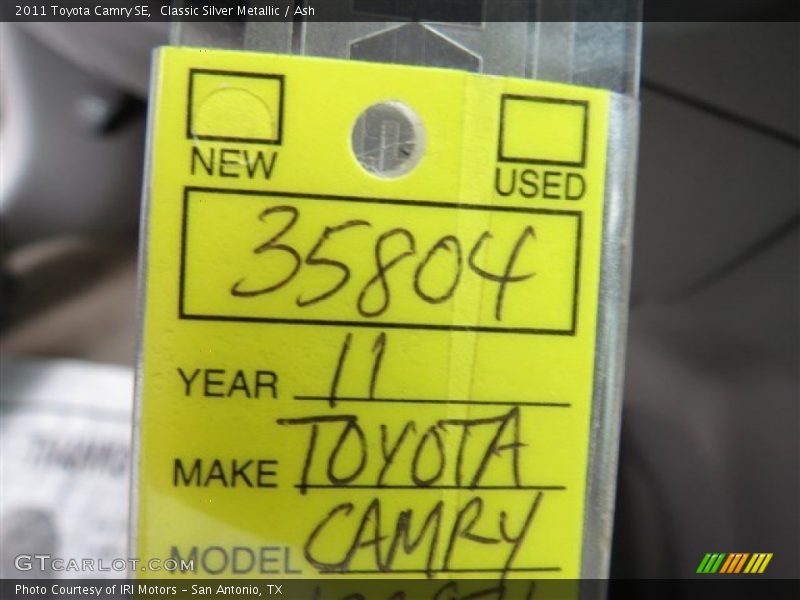 2011 Toyota Camry SE,  Classic Silver Metallic / Ash
NEW USED
35804
YEAR 11
MAKE TOYOTA
MODEL CAMRY
GTCARLOT.COM
Photo Courtesy of IRI Motors – San Antonio, TX